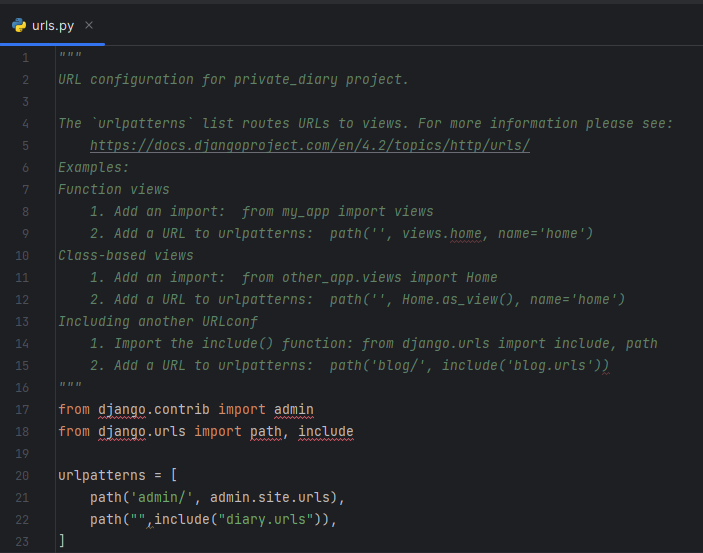 urls.py
1 """
2 URL configuration for private_diary project.
3
4 The `urlpatterns` list routes URLs to views. For more information please see:
5     https://docs.djangoproject.com/en/4.2/topics/http/urls/
6 Examples:
7 Function views
8     1. Add an import:  from my_app import views
9     2. Add a URL to urlpatterns:  path('', views.home, name='home')
10 Class-based views
11     1. Add an import:  from other_app.views import Home
12     2. Add a URL to urlpatterns:  path('', Home.as_view(), name='home')
13 Including another URLconf
14     1. Import the include() function: from django.urls import include, path
15     2. Add a URL to urlpatterns:  path('blog/', include('blog.urls'))
16 """
17 from django.contrib import admin
18 from django.urls import path, include
19
20 urlpatterns = [
21     path('admin/', admin.site.urls),
22     path("",include("diary.urls")),
23 ]